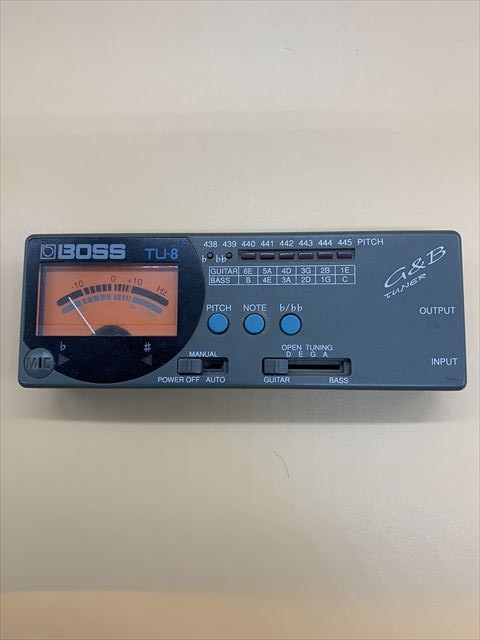 BOSS TU-8
438 439 440 441 442 443 444 445 PITCH
♭ ♭♭
GUITAR 6E 5A 4D 3G 2B 1E
BASS B 4E 3A 2D 1G C
G&B
TUNER
-10 0 +10 Hz
PITCH NOTE ♭/♭♭
OUTPUT
INPUT
♭ #
MIC
MANUAL
POWER OFF AUTO
OPEN TUNING
D E G A
GUITAR BASS